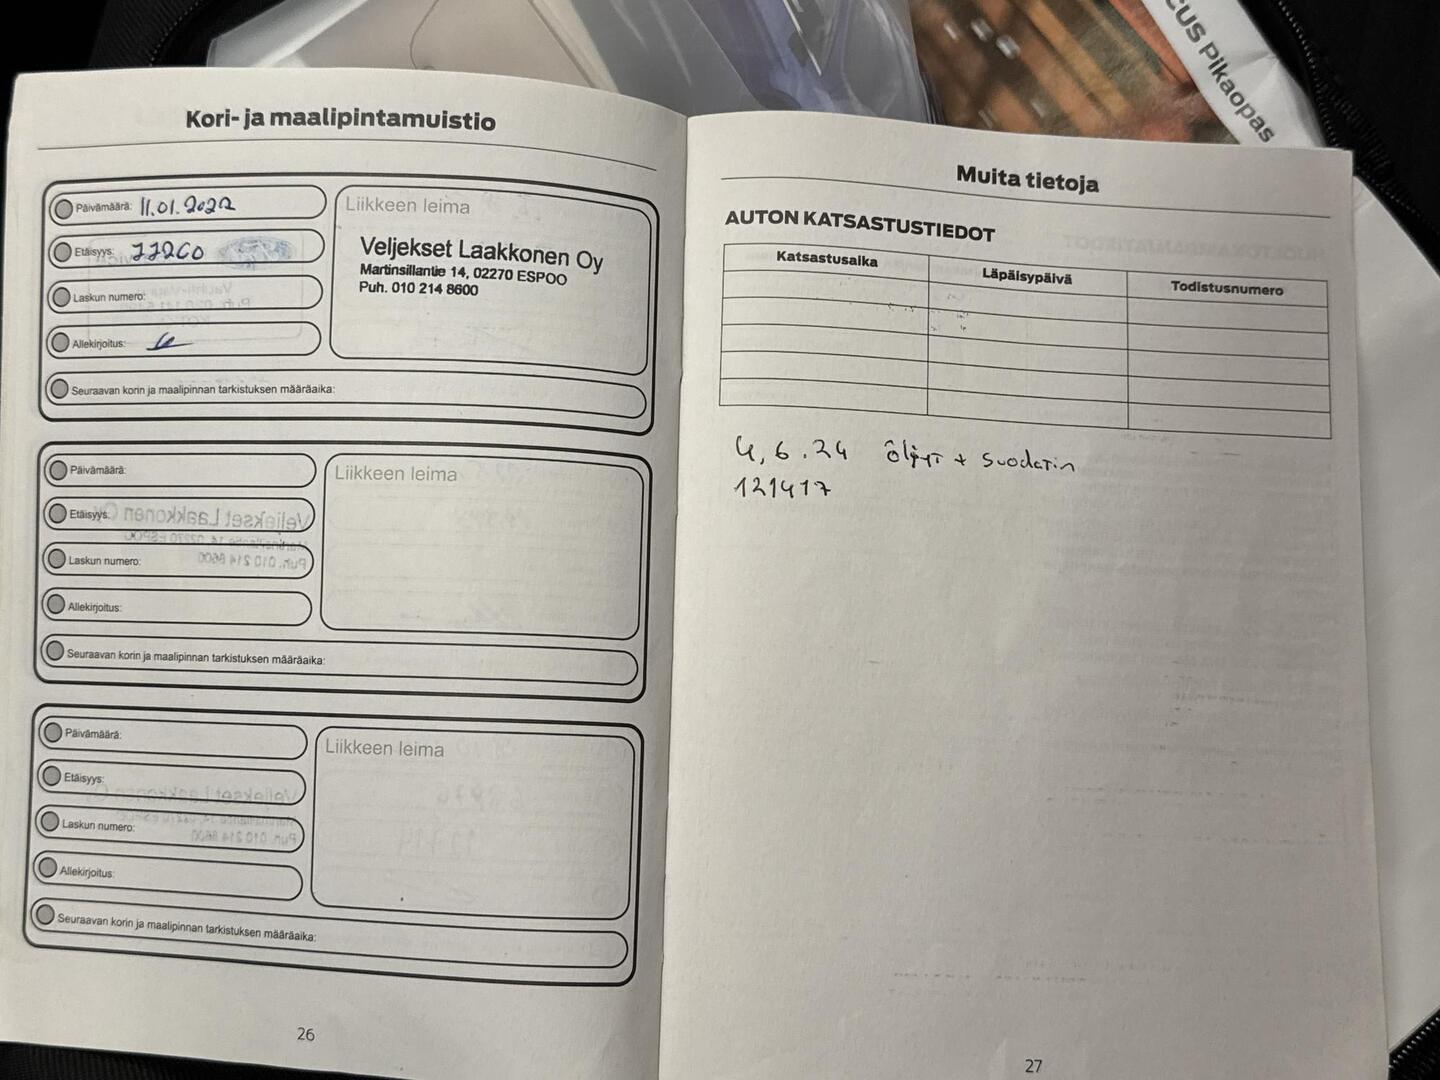 CUS Pikaopas
Kori- ja maalipintamuistio
Päivämäärä: 11.01.2022
Etäisyys: 77260
Laskun numero:
Allekirjoitus:
Liikkeen leima
Veljekset Laakkonen Oy
Martinsillantie 14, 02270 ESPOO
Puh. 010 214 8600
Seuraavan korin ja maalipinnan tarkistuksen määräaika:
Päivämäärä:
Etäisyys:
Laskun numero:
Allekirjoitus:
Liikkeen leima
Seuraavan korin ja maalipinnan tarkistuksen määräaika:
Päivämäärä:
Etäisyys:
Laskun numero:
Allekirjoitus:
Liikkeen leima
Seuraavan korin ja maalipinnan tarkistuksen määräaika:
26
Muita tietoja
AUTON KATSASTUSTIEDOT
Katsastusaika Läpäisypäivä Todistusnumero
4,6.24 öljyt + suodatin
121417
27